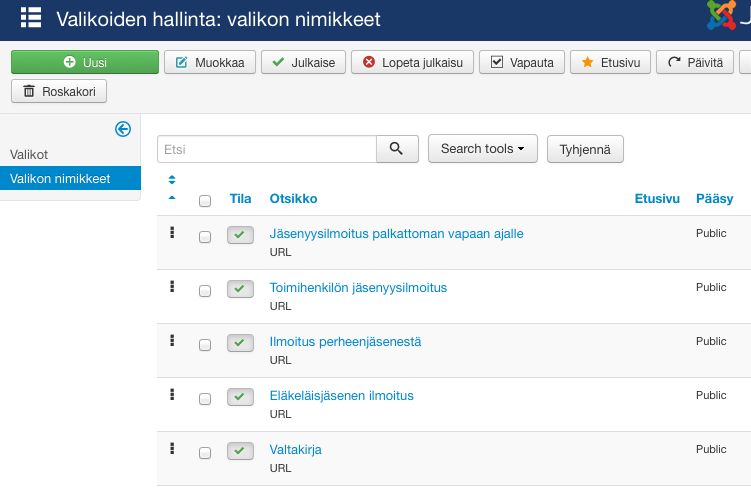 Valikoiden hallinta: valikon nimikkeet
Uusi
Muokkaa
Julkaise
Lopeta julkaisu
Vapauta
Etusivu
Päivitä
Roskakori
Valikot
Valikon nimikkeet
Etsi
Search tools
Tyhjennä
Tila
Otsikko
Etusivu
Pääsy
Jäsenyysilmoitus palkattoman vapaan ajalle
Public
URL
Toimihenkilön jäsenyysilmoitus
Public
URL
Ilmoitus perheenjäsenestä
Public
URL
Eläkeläisjäsenen ilmoitus
Public
URL
Valtakirja
Public
URL